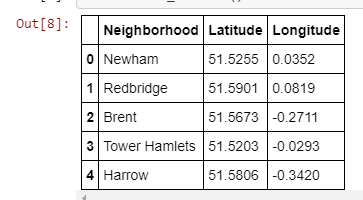 Out[8]:
Neighborhood Latitude Longitude
0 Newham 51.5255 0.0352
1 Redbridge 51.5901 0.0819
2 Brent 51.5673 -0.2711
3 Tower Hamlets 51.5203 -0.0293
4 Harrow 51.5806 -0.3420